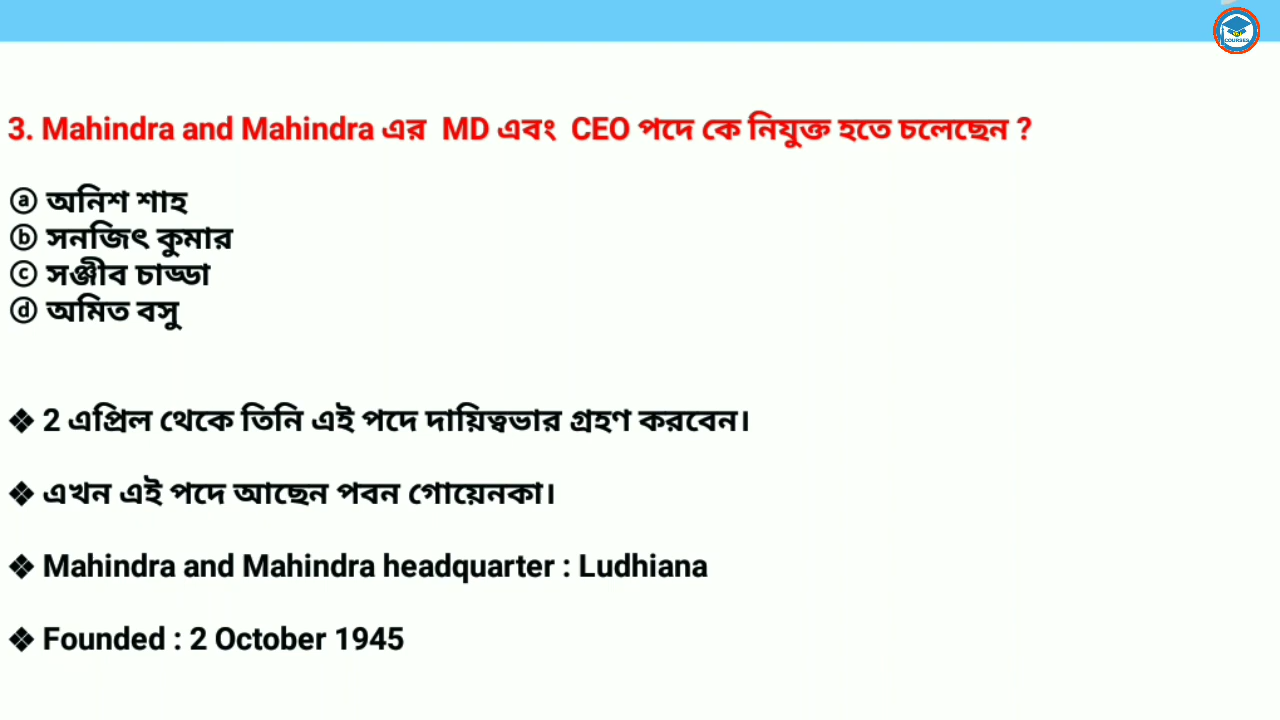 3. Mahindra and Mahindra এর MD এবং CEO পদে কে নিযুক্ত হতে চলেছেন ?
ⓐ অনিশ শাহ
ⓑ সনজিৎ কুমার
ⓒ সঞ্জীব চাড্ডা
ⓓ অমিত বসু
❖ 2 এপ্রিল থেকে তিনি এই পদে দায়িত্বভার গ্রহণ করবেন।
❖ এখন এই পদে আছেন পবন গোয়েনকা।
❖ Mahindra and Mahindra headquarter : Ludhiana
❖ Founded : 2 October 1945
COURSES